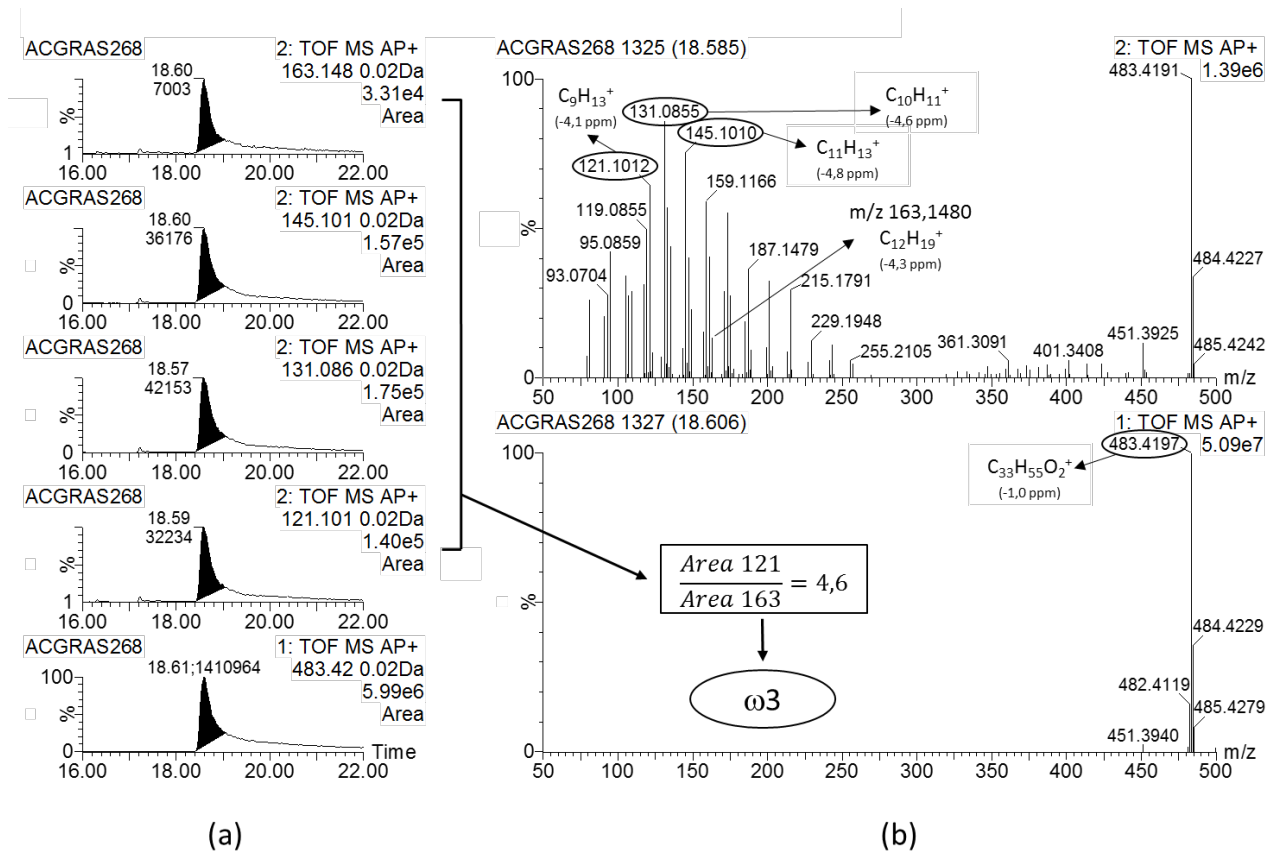 ACGRAS268
2: TOF MS AP+
163.148 0.02Da
3.31e4
Area
18.60
7003
%
1
16.00 18.00 20.00 22.00
ACGRAS268
2: TOF MS AP+
145.101 0.02Da
1.57e5
Area
18.60
36176
%
0
16.00 18.00 20.00 22.00
ACGRAS268
2: TOF MS AP+
131.086 0.02Da
1.75e5
Area
18.57
42153
%
0
16.00 18.00 20.00 22.00
ACGRAS268
2: TOF MS AP+
121.101 0.02Da
1.40e5
Area
18.59
32234
%
1
16.00 18.00 20.00 22.00
ACGRAS268
1: TOF MS AP+
483.42 0.02Da
5.99e6
Area
18.61;1410964
100
%
0
Time
16.00 18.00 20.00 22.00
(a)
ACGRAS268 1325 (18.585)
2: TOF MS AP+
1.39e6
100
%
0
483.4191
C₉H₁₃⁺
(-4,1 ppm)
131.0855
C₁₀H₁₁⁺
(-4,6 ppm)
145.1010
C₁₁H₁₃⁺
(-4,8 ppm)
121.1012
159.1166
119.0855
m/z 163,1480
C₁₂H₁₉⁺
(-4,3 ppm)
95.0859
187.1479
93.0704
215.1791
229.1948
255.2105
361.3091
401.3408
451.3925
484.4227
485.4242
50 100 150 200 250 300 350 400 450 500
m/z
ACGRAS268 1327 (18.606)
1: TOF MS AP+
5.09e7
100
%
0
483.4197
C₃₃H₅₅O₂⁺
(-1,0 ppm)
Area 121
Area 163
= 4,6
ω3
484.4229
482.4119
485.4279
451.3940
50 100 150 200 250 300 350 400 450 500
m/z
(b)